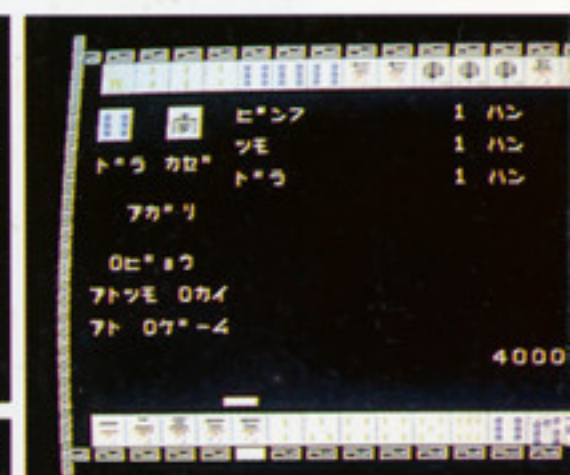 ピンフ 1 ハン
南 ツモ 1 ハン
ドラ カゼ ドラ 1 ハン
アガリ
0ビョウ
アトツモ 0カイ
アト 0ゲーム
4000